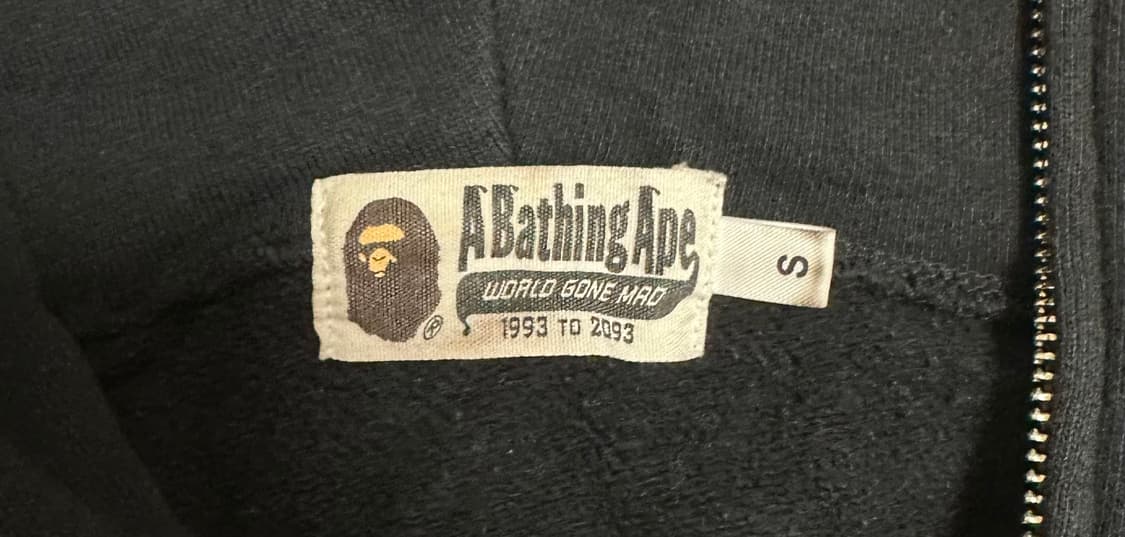 A Bathing Ape
WORLD GONE MAD
1993 TO 2093
®
S